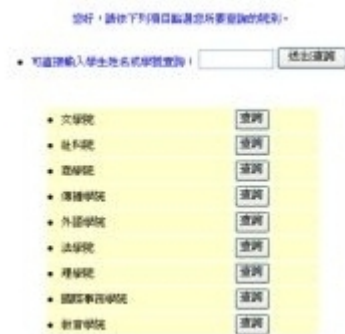 您好，請依下列項目點選您所要查詢的院別。
可直接輸入學生姓名或學號查詢： 送出查詢
文學院 查詢
社科院 查詢
商學院 查詢
傳播學院 查詢
外語學院 查詢
法學院 查詢
理學院 查詢
國際事務學院 查詢
教育學院 查詢